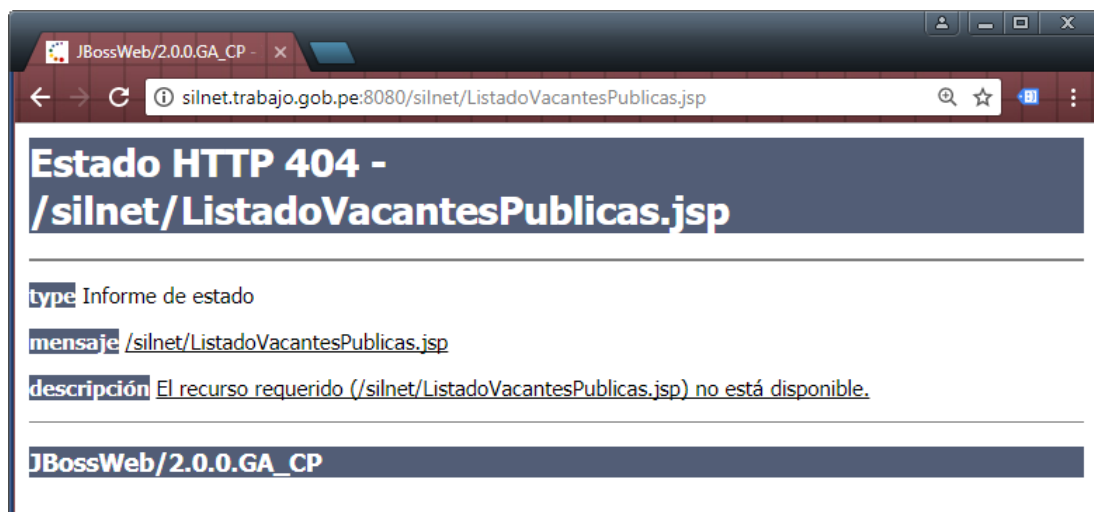 JBossWeb/2.0.0.GA_CP -
silnet.trabajo.gob.pe:8080/silnet/ListadoVacantesPublicas.jsp
Estado HTTP 404 -
/silnet/ListadoVacantesPublicas.jsp
type Informe de estado
mensaje /silnet/ListadoVacantesPublicas.jsp
descripción El recurso requerido (/silnet/ListadoVacantesPublicas.jsp) no está disponible.
JBossWeb/2.0.0.GA_CP